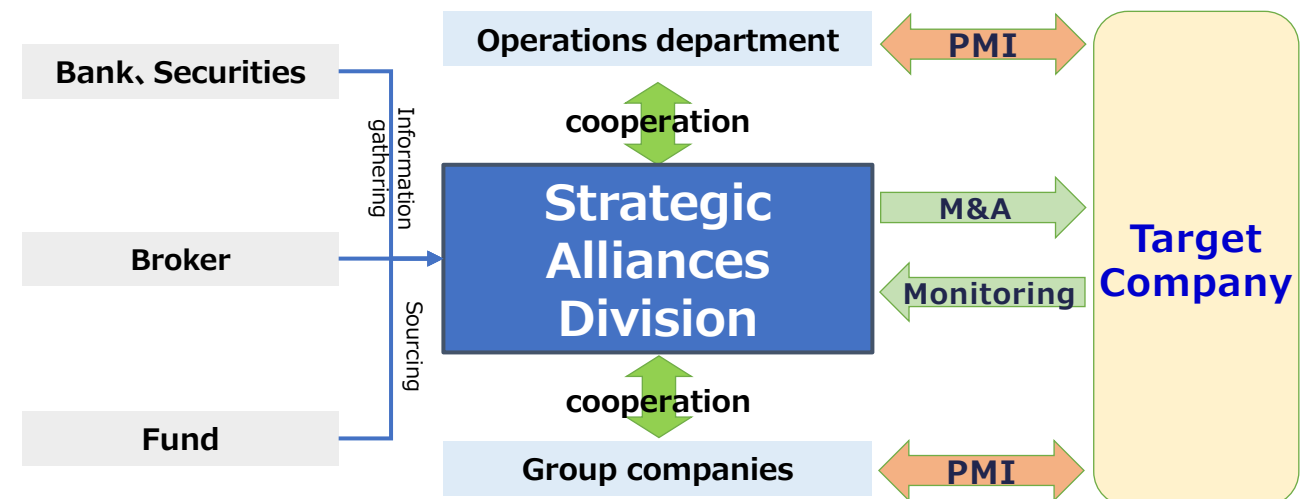 Bank、Securities
Broker
Fund
Information
gathering
Sourcing
Operations department
cooperation
Strategic
Alliances
Division
cooperation
Group companies
PMI
M&A
Monitoring
PMI
Target
Company